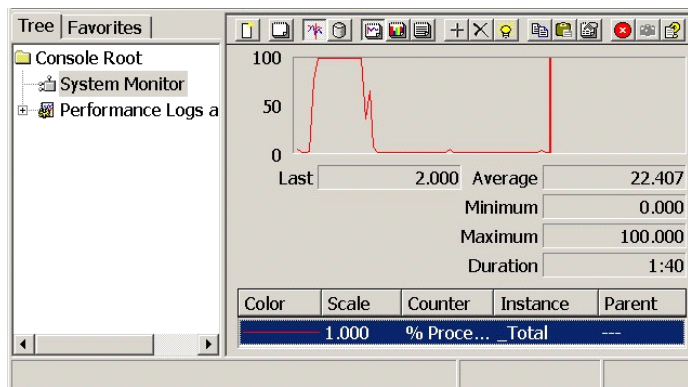 Tree Favorites
Console Root
System Monitor
Performance Logs a
100
50
0
Last 2.000 Average 22.407
Minimum 0.000
Maximum 100.000
Duration 1:40
Color Scale Counter Instance Parent
1.000 % Proce... _Total ---